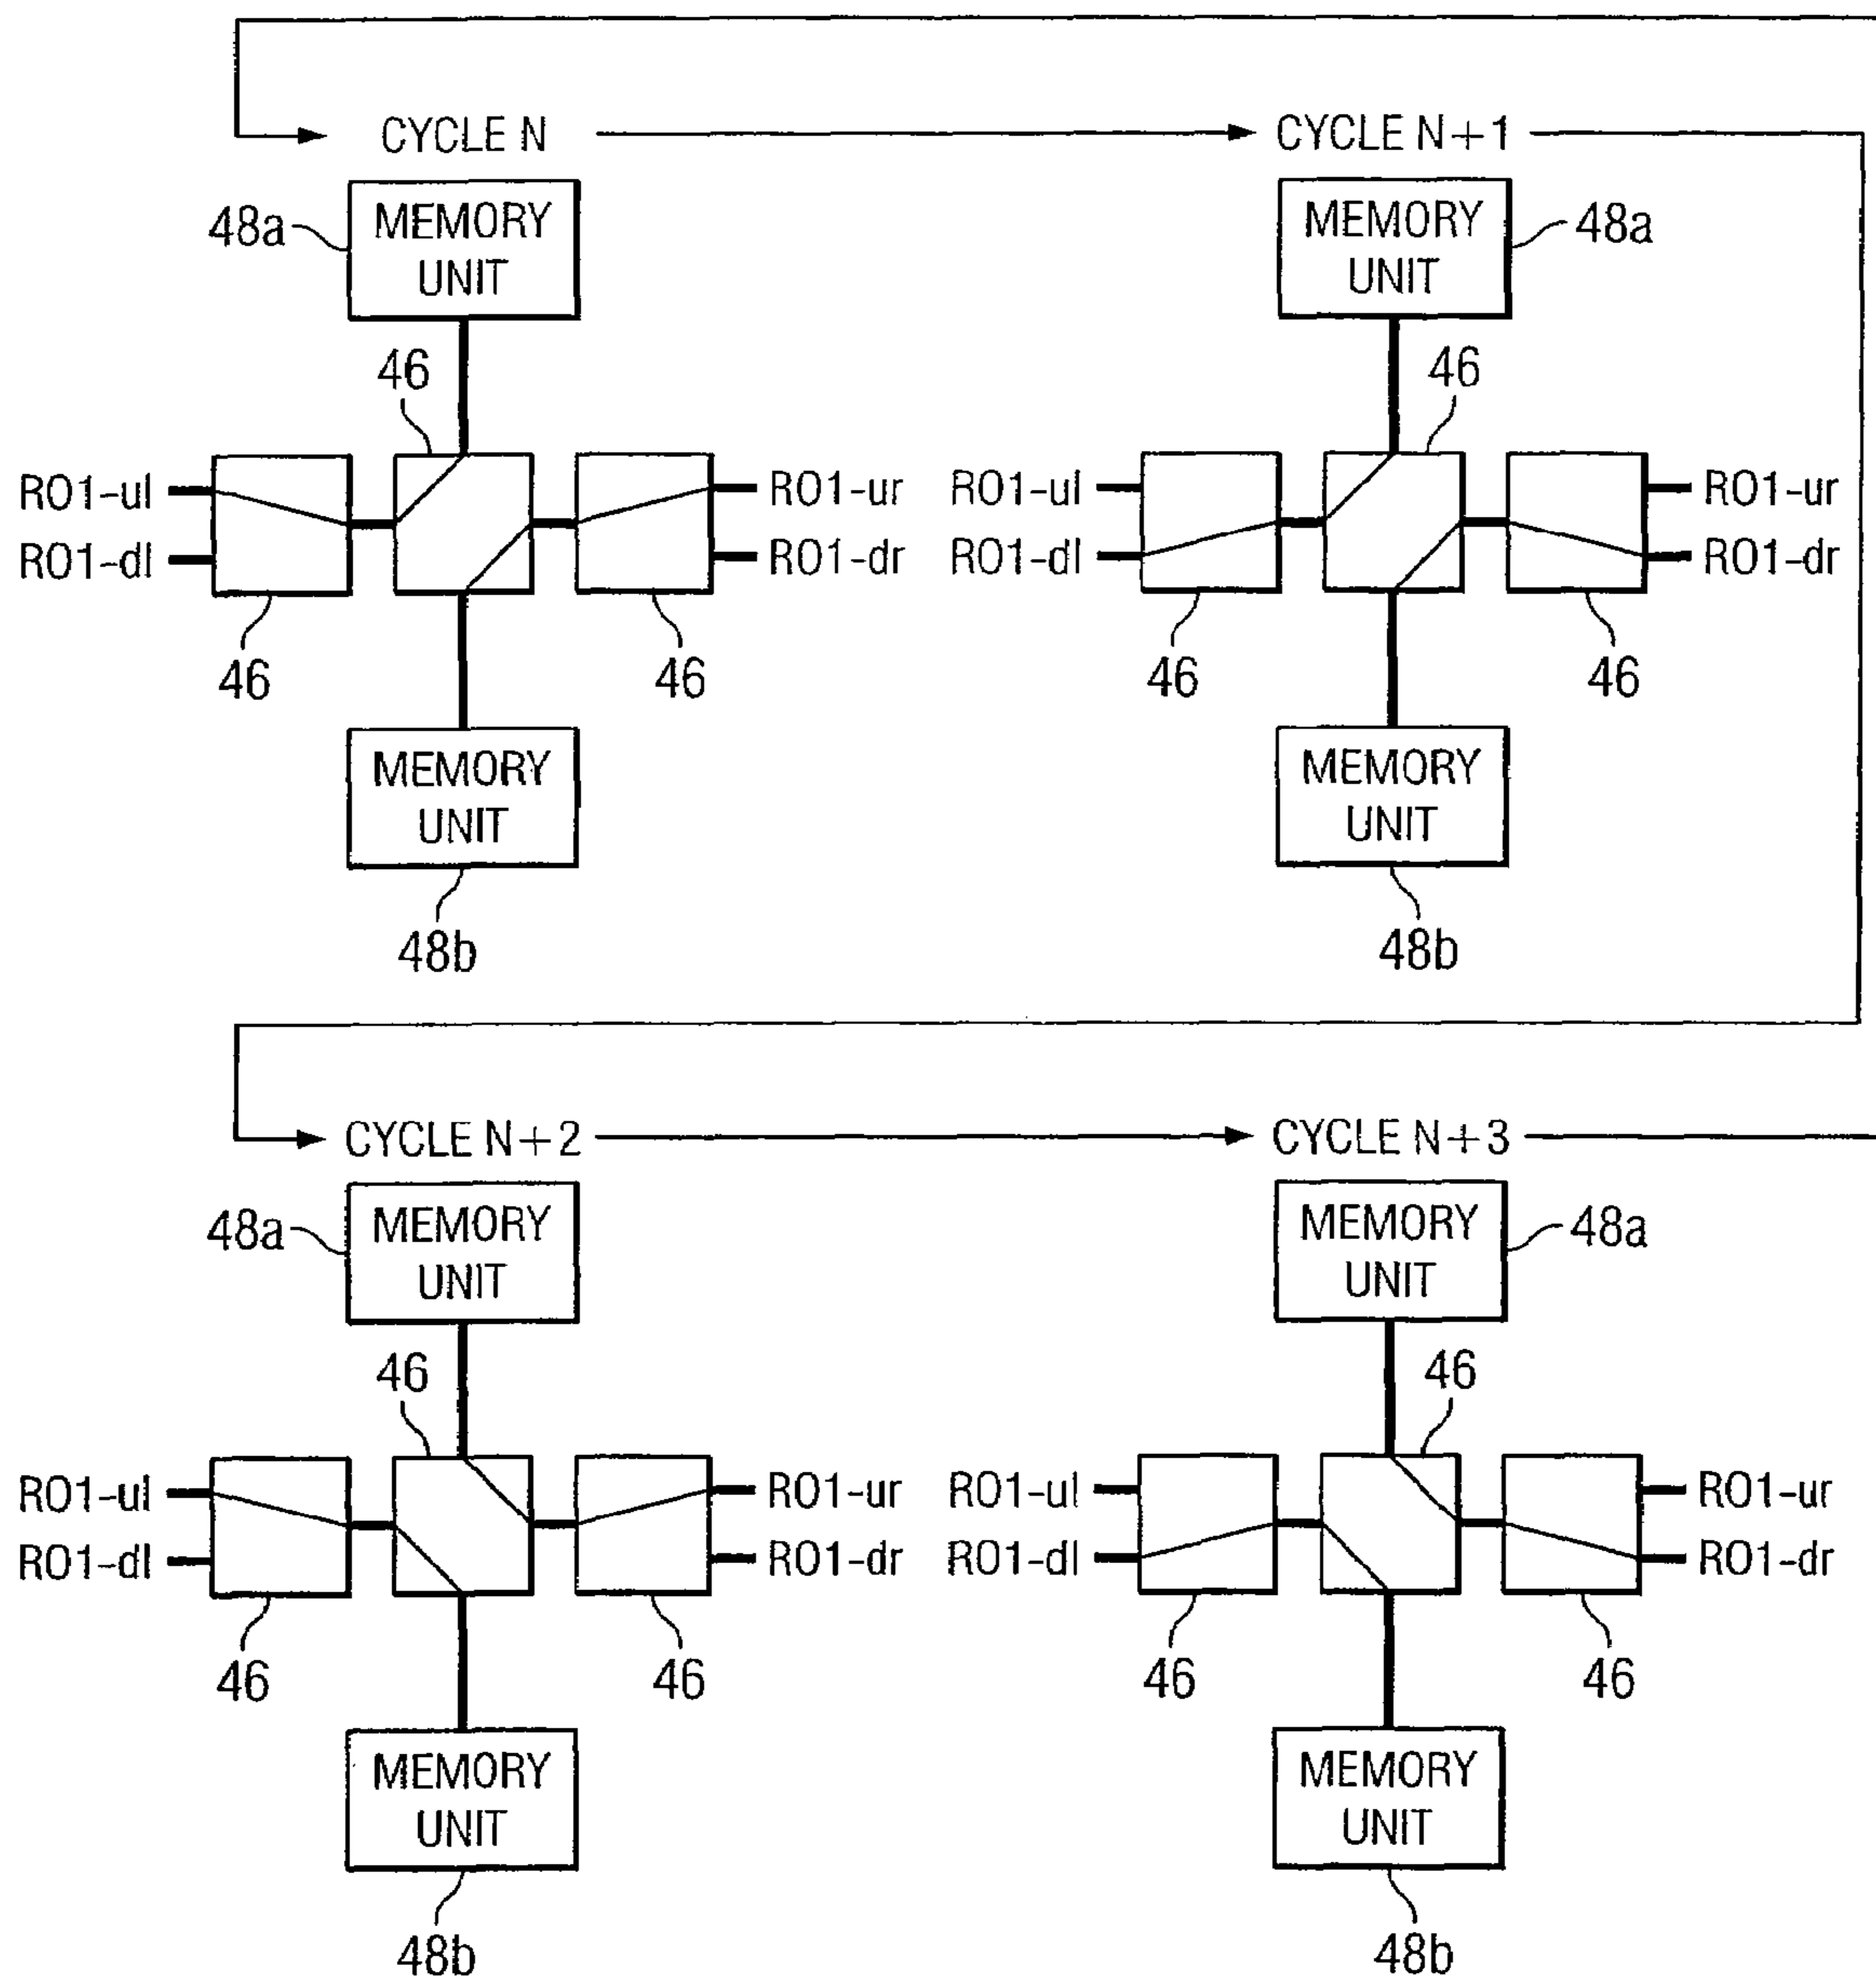 CYCLE N
CYCLE N+1
48a
MEMORY
UNIT
MEMORY
UNIT
48a
46
46
RO1-ul
RO1-ur
RO1-ul
RO1-ur
RO1-dl
RO1-dr
RO1-dl
RO1-dr
46
46
46
46
MEMORY
UNIT
MEMORY
UNIT
48b
48b
CYCLE N+2
CYCLE N+3
48a
MEMORY
UNIT
MEMORY
UNIT
48a
46
46
RO1-ul
RO1-ur
RO1-ul
RO1-ur
RO1-dl
RO1-dr
RO1-dl
RO1-dr
46
46
46
46
MEMORY
UNIT
MEMORY
UNIT
48b
48b